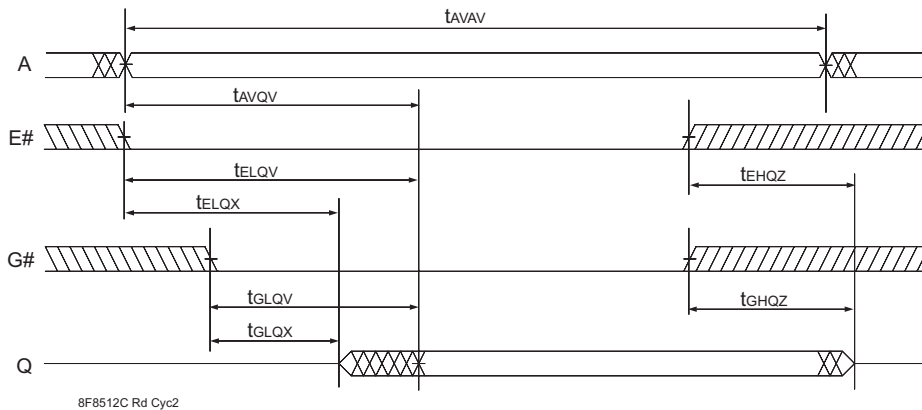 tAVAV
A
tAVQV
E#
tELQV
tEHQZ
tELQX
G#
tGLQV
tGHQZ
tGLQX
Q
8F8512C Rd Cyc2